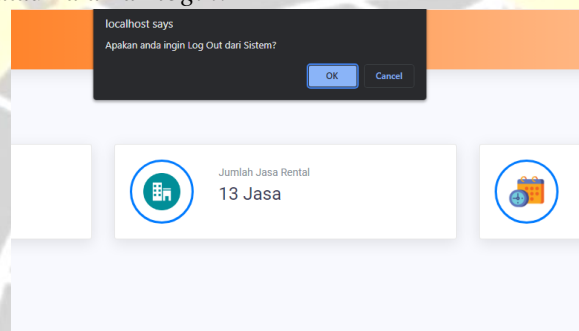 localhost says
Apakan anda ingin Log Out dari Sistem?
OK Cancel
Jumlah Jasa Rental
13 Jasa